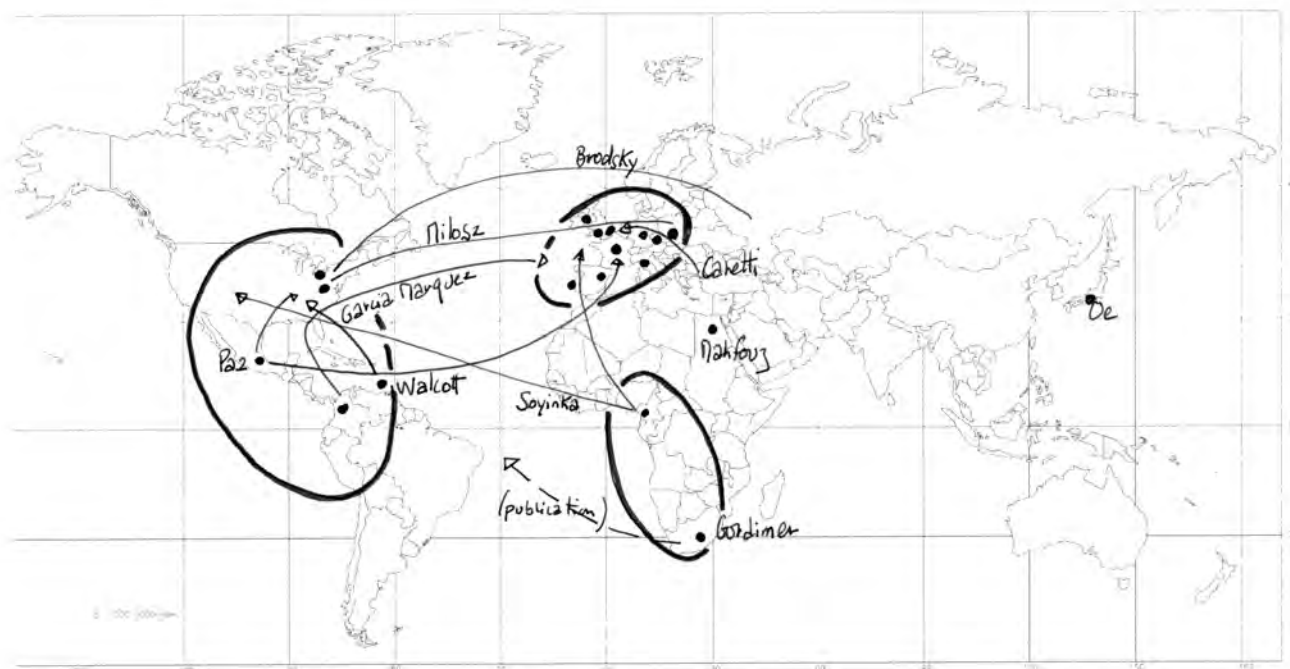 Brodsky
Milosz
Canetti
Garcia Marquez
Oe
Mahfouz
Paz
Walcott
Soyinka
(publication)
Gordimer